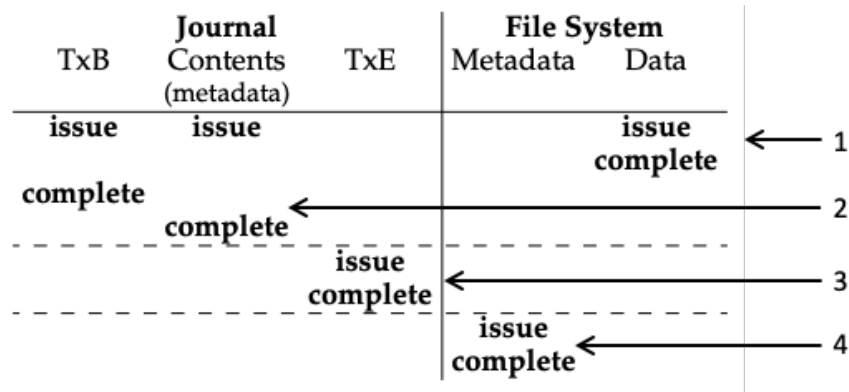 Journal File System
TxB Contents TxE Metadata Data
(metadata)
issue issue issue
complete 1
complete 2
complete
issue
complete 3
issue
complete 4